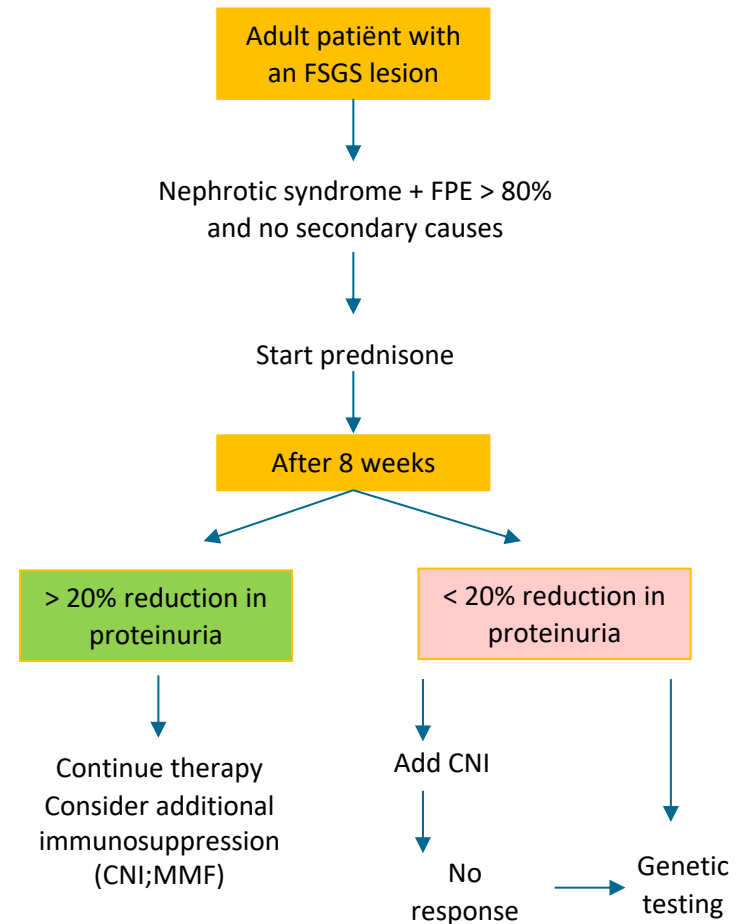 Adult patiënt with
an FSGS lesion
Nephrotic syndrome + FPE > 80%
and no secondary causes
Start prednisone
After 8 weeks
> 20% reduction in
proteinuria
< 20% reduction in
proteinuria
Continue therapy
Consider additional
immunosuppression
(CNI;MMF)
Add CNI
No
response
Genetic
testing